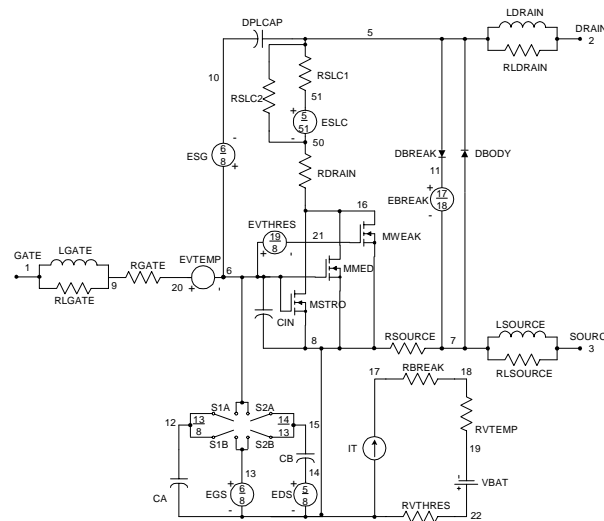 LDRAIN
DPLCAP 5 DRAIN
2
10 RSLC1 RLDRAIN
51
RSLC2
+
5
51
ESLC
-
50
-
6
8
ESG
+
DBREAK DBODY
11
RDRAIN
+
17
18
EBREAK
-
16
EVTHRES
+ 19 -
8
21 MWEAK
LGATE
GATE
1
RLGATE
9
RGATE
EVTEMP
20 + -
6
MMED
MSTRO
CIN
8
RSOURCE
7
LSOURCE
SOURC
3
RLSOURCE
17 RBREAK 18
S1A S2A
12 13
8
14
13
15
S1B S2B
RVTEMP
CB
19
IT
13 14
CA
+
EGS 6
8
-
+
EDS 5
8
-
-
VBAT
+
RVTHRES
22